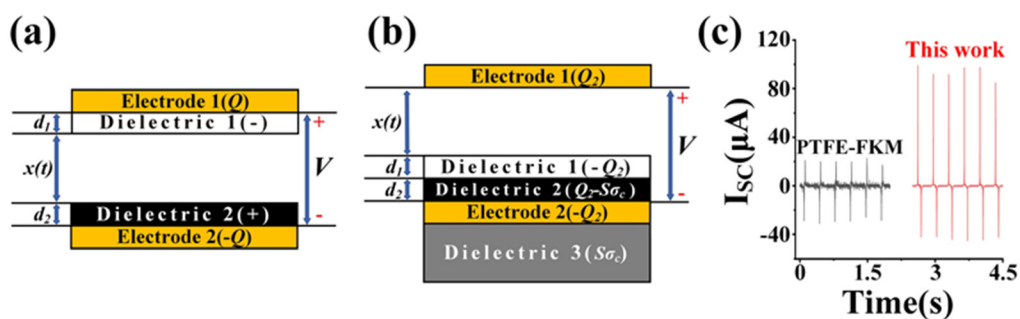 (a)
Electrode 1(Q)
d₁
Dielectric 1(-)
+
x(t)
V
d₂
Dielectric 2(+)
-
Electrode 2(-Q)
(b)
Electrode 1(Q₂)
+
x(t)
V
d₁
Dielectric 1(-Q₂)
d₂
Dielectric 2(Q₂-Sσc)
-
Electrode 2(-Q₂)
Dielectric 3(Sσc)
(c)
120
This work
80
ISC(μA)
40
PTFE-FKM
0
-40
0 1.5 3 4.5
Time(s)